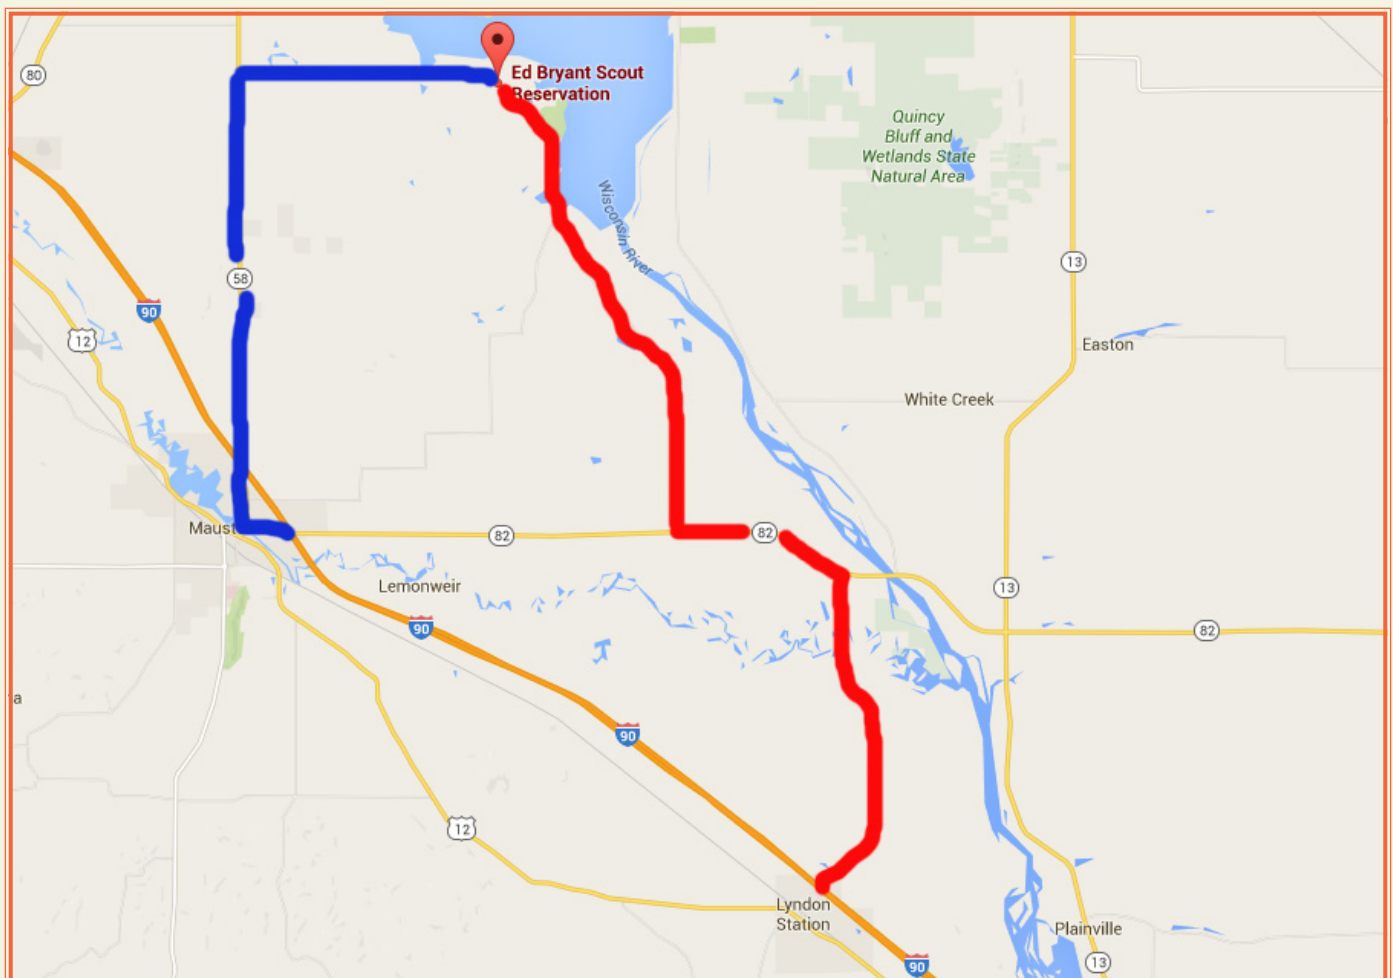 80
Ed Bryant Scout
Reservation
Quincy
Bluff and
Wetlands State
Natural Area
Wisconsin River
13
58
90
12
Easton
White Creek
Maust
82
82
Lemonweir
13
90
82
a
90
12
Lyndon
Station
Plainville
90
13